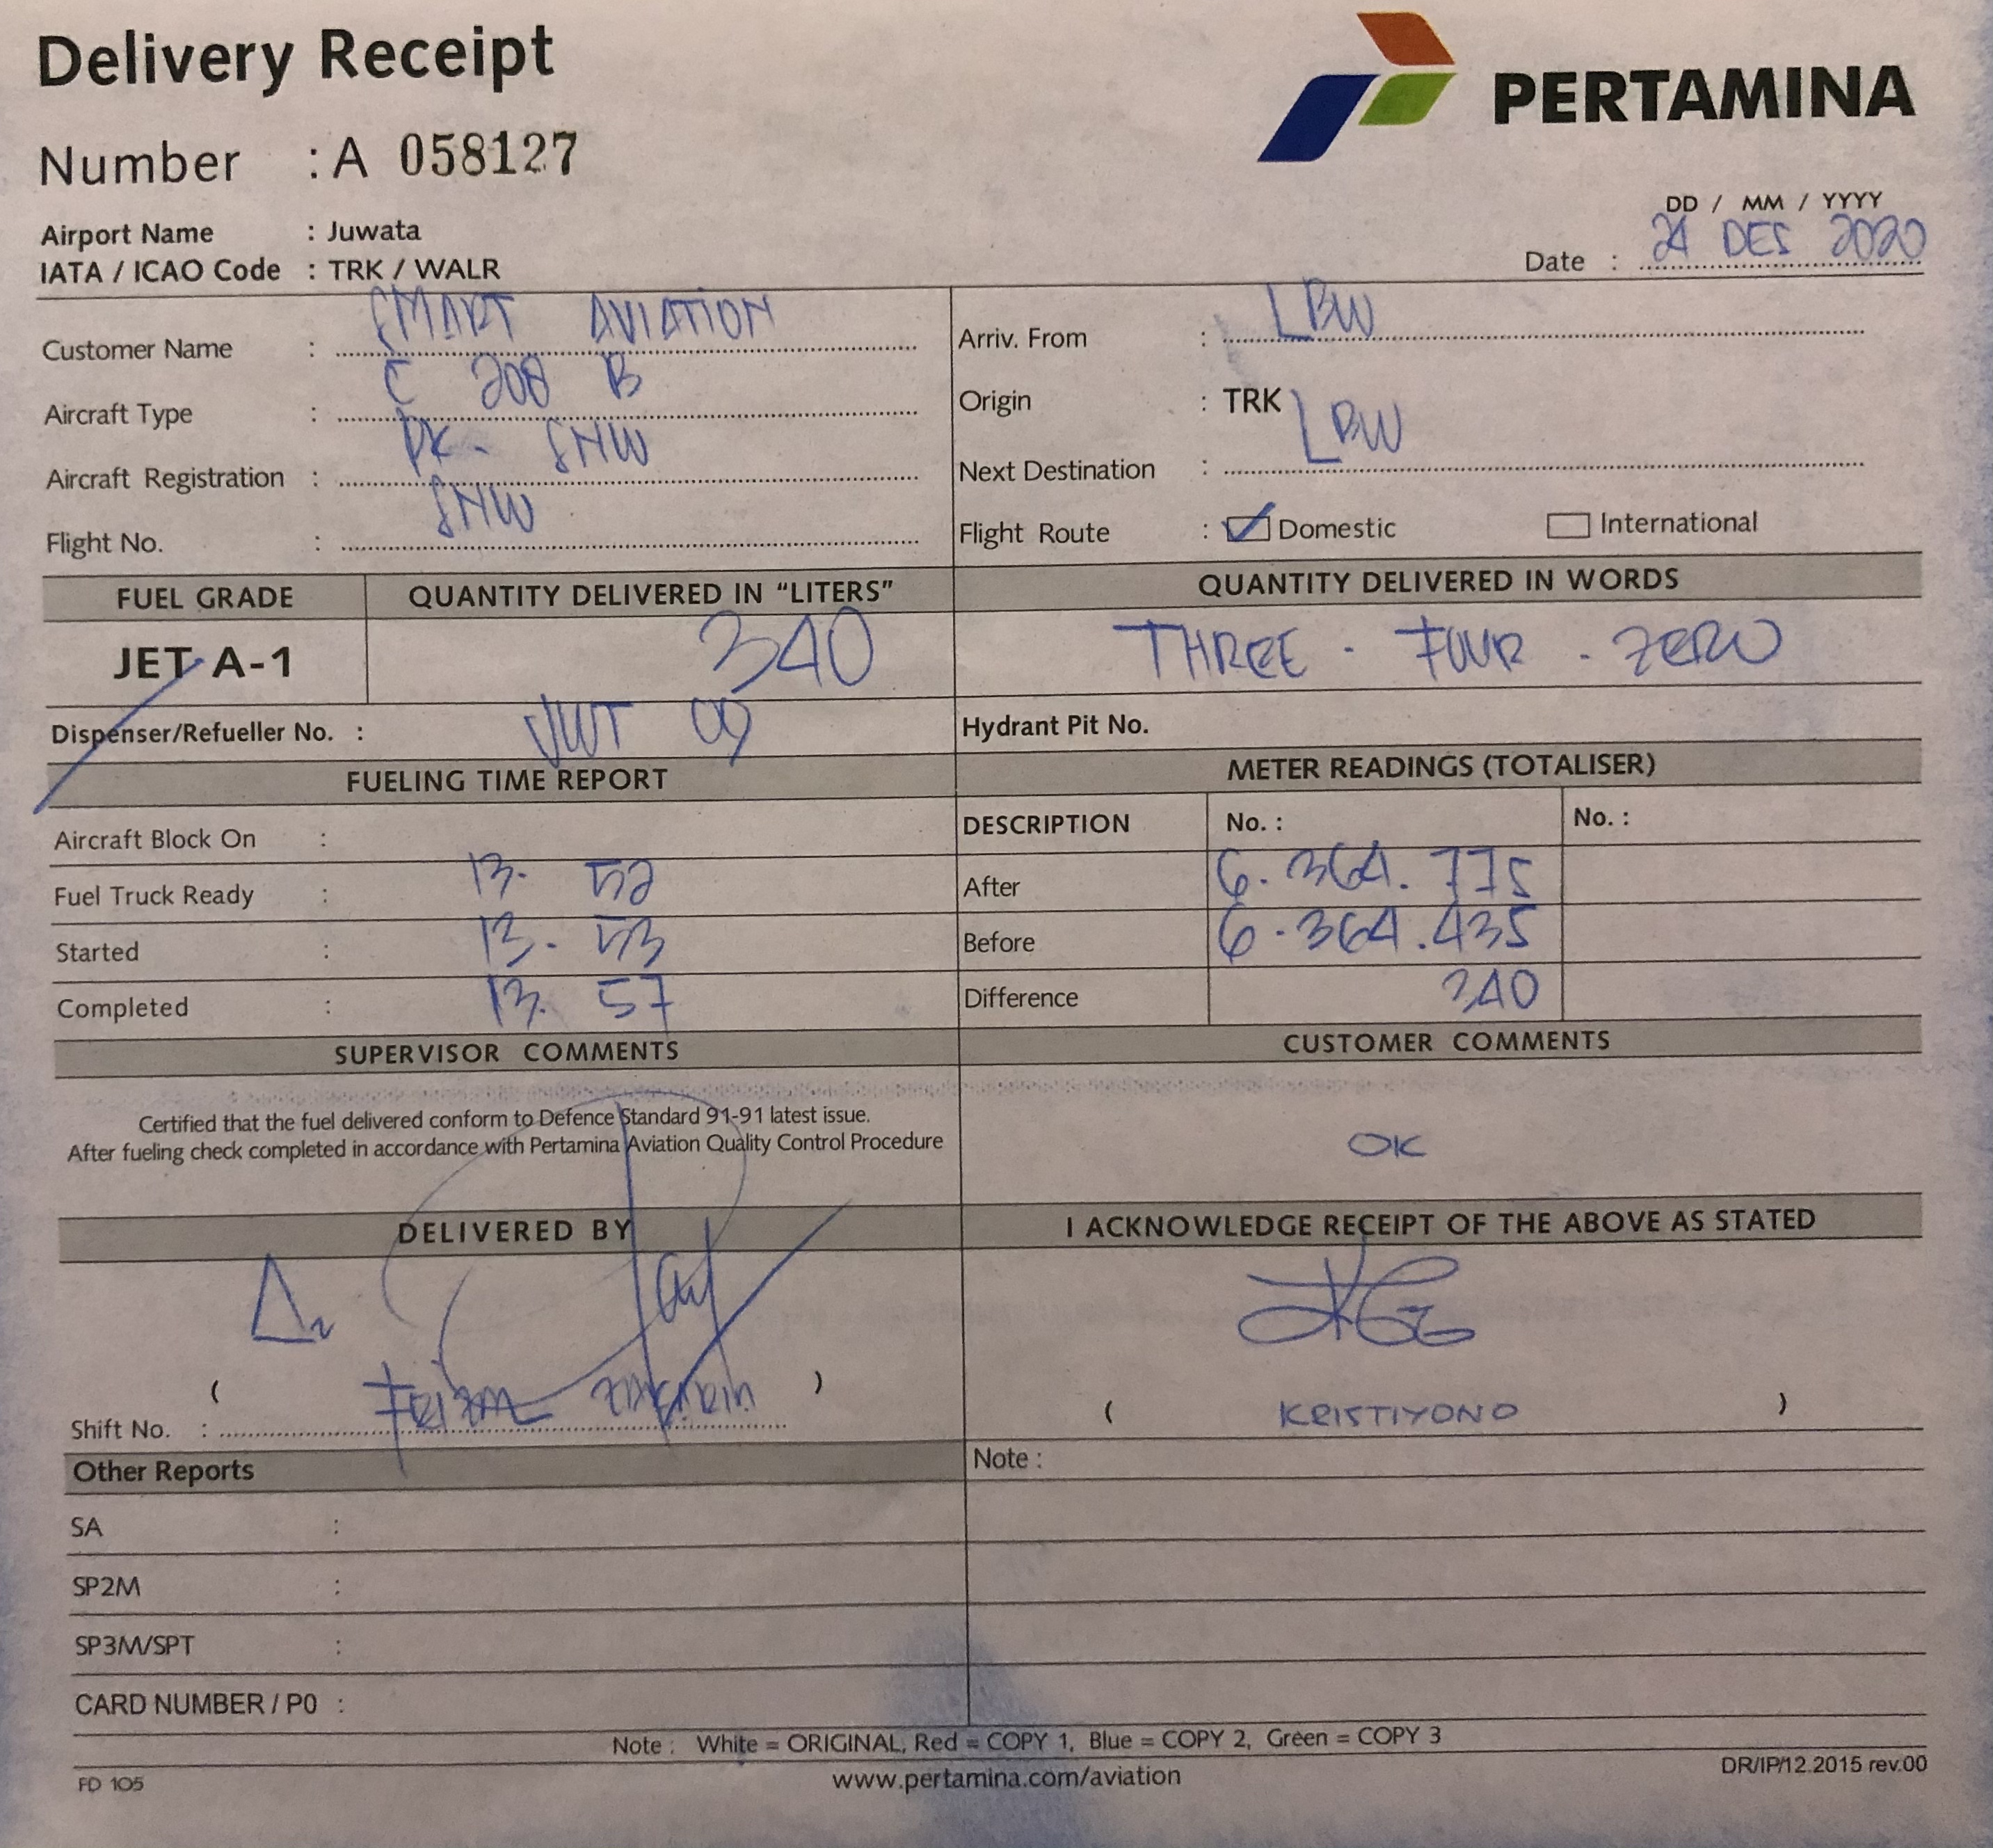 Delivery Receipt
PERTAMINA
Number : A 058127
DD / MM / YYYY
Airport Name : Juwata
IATA / ICAO Code : TRK / WALR
Date : 24 DES 2020
Customer Name : SMART AVIATION
Arriv. From : LBW
Aircraft Type : C 208 B
Origin : TRK
Aircraft Registration : PK - SNW
Next Destination : LBW
Flight No. : SNW
Flight Route : Domestic International
FUEL GRADE QUANTITY DELIVERED IN “LITERS” QUANTITY DELIVERED IN WORDS
JET A-1 340 THREE - FOUR - ZERO
Dispenser/Refueller No. : JWT 09 Hydrant Pit No.
FUELING TIME REPORT METER READINGS (TOTALISER)
Aircraft Block On : DESCRIPTION No. : No. :
Fuel Truck Ready : 13. 52 After 6.364.775
Started : 13. 53 Before 6.364.435
Completed : 13. 57 Difference 340
SUPERVISOR COMMENTS CUSTOMER COMMENTS
Certified that the fuel delivered conform to Defence Standard 91-91 latest issue.
After fueling check completed in accordance with Pertamina Aviation Quality Control Procedure
OK
DELIVERED BY I ACKNOWLEDGE RECEIPT OF THE ABOVE AS STATED
( )
( KRISTIYONO )
Shift No. :
Other Reports Note :
SA :
SP2M :
SP3M/SPT :
CARD NUMBER / P0 :
Note : White = ORIGINAL, Red = COPY 1, Blue = COPY 2, Green = COPY 3
FD 105 www.pertamina.com/aviation DR/IP/12.2015 rev.00